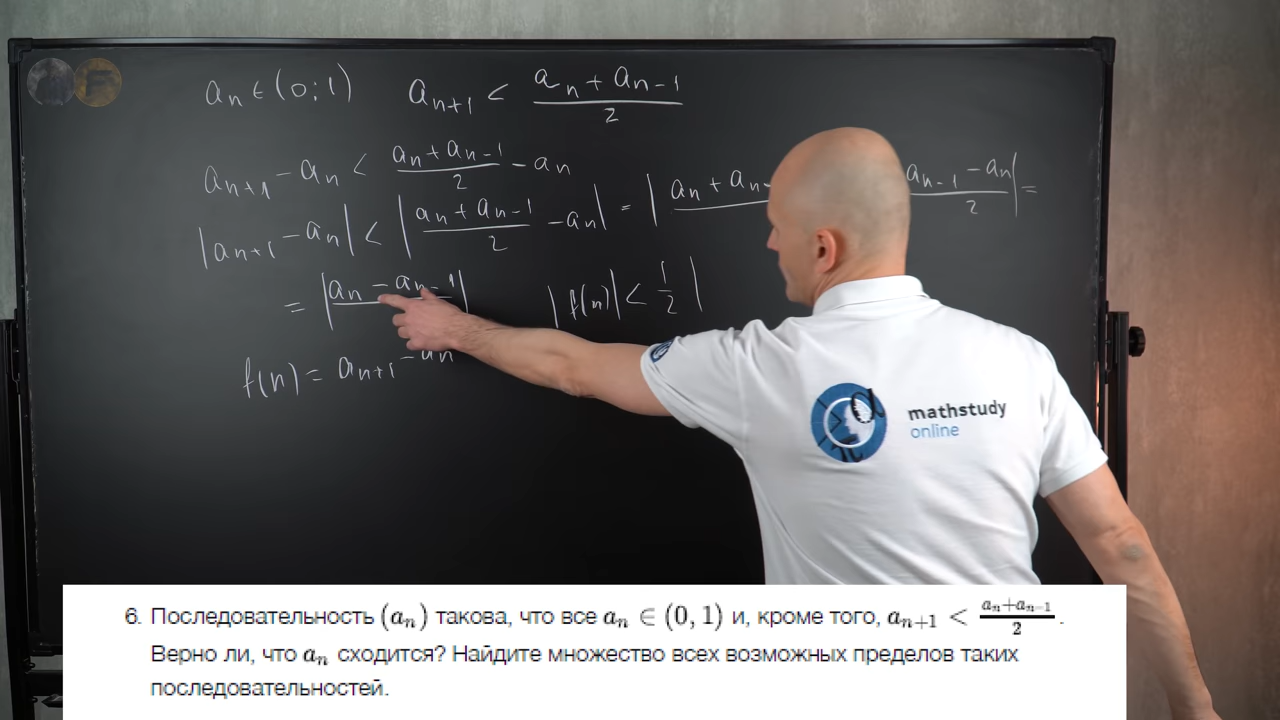 aₙ ∈ (0;1) aₙ₊₁ < (aₙ + aₙ₋₁)/2
aₙ₊₁ − aₙ < (aₙ + aₙ₋₁)/2 − aₙ
|aₙ₊₁ − aₙ| < |(aₙ + aₙ₋₁)/2 − aₙ| = |aₙ + aₙ₋ (aₙ₋₁ − aₙ)/2| =
= |aₙ − aₙ₋₁| |f(n)| < 1/2|
f(n) = aₙ₊₁ − aₙ
mathstudy
online
6. Последовательность (aₙ) такова, что все aₙ ∈ (0, 1) и, кроме того, aₙ₊₁ < (aₙ+aₙ₋₁)/2.
Верно ли, что aₙ сходится? Найдите множество всех возможных пределов таких
последовательностей.